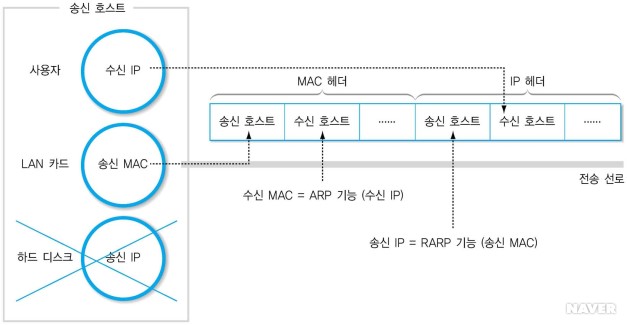 송신 호스트
사용자
수신 IP
MAC 헤더
IP 헤더
송신 호스트
수신 호스트
......
송신 호스트
수신 호스트
......
LAN 카드
송신 MAC
전송 선로
수신 MAC = ARP 기능 (수신 IP)
송신 IP = RARP 기능 (송신 MAC)
하드 디스크
송신 IP
NAVER